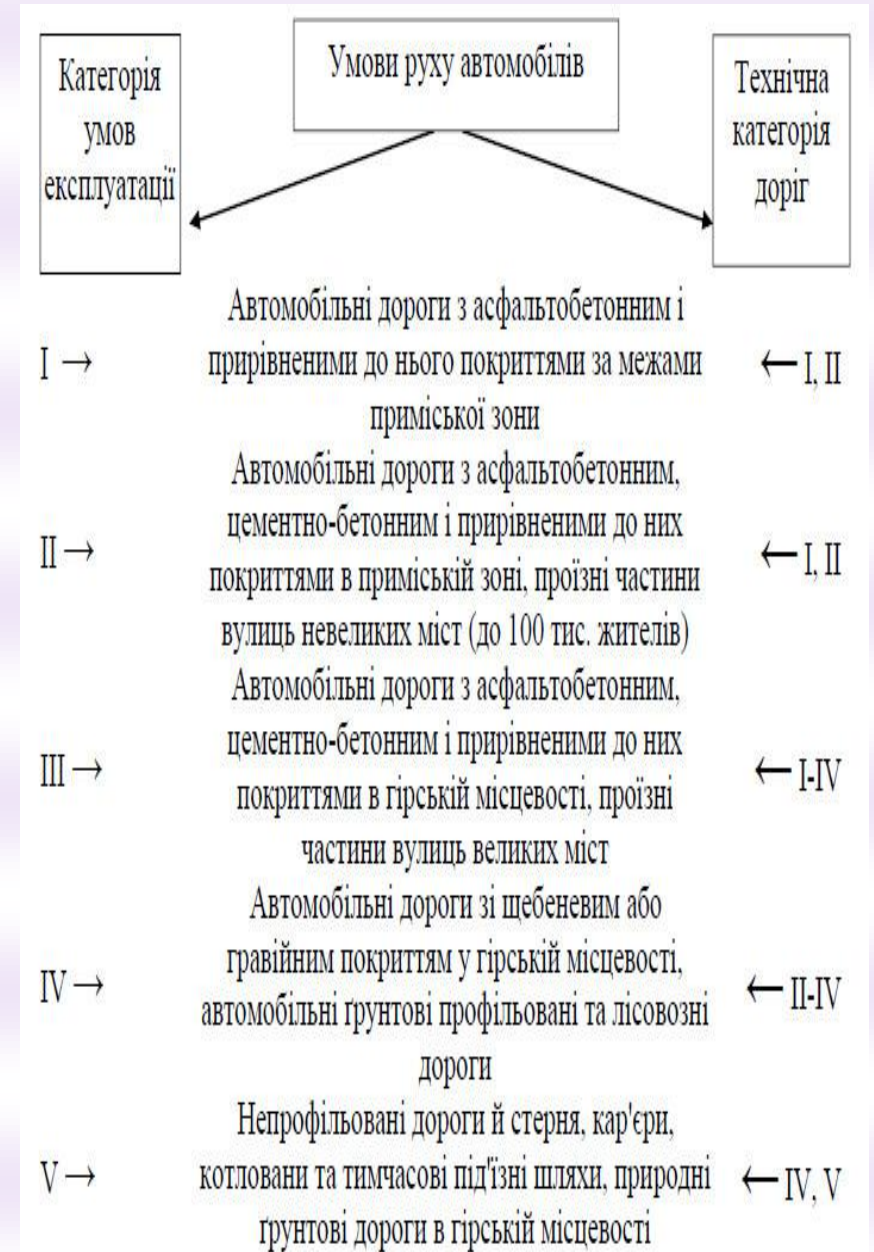 Категорія
умов
експлуатації
Умови руху автомобілів
Технічна
категорія
доріг
I →
Автомобільні дороги з асфальтобетонним і
прирівненими до нього покриттями за межами
приміської зони
← I, II
II →
Автомобільні дороги з асфальтобетонним,
цементно-бетонним і прирівненими до них
покриттями в приміській зоні, проїзні частини
вулиць невеликих міст (до 100 тис. жителів)
← I, II
III →
Автомобільні дороги з асфальтобетонним,
цементно-бетонним і прирівненими до них
покриттями в гірській місцевості, проїзні
частини вулиць великих міст
← I-IV
IV →
Автомобільні дороги зі щебеневим або
гравійним покриттям у гірській місцевості,
автомобільні ґрунтові профільовані та лісовозні
дороги
← II-IV
V →
Непрофільовані дороги й стерня, кар'єри,
котловани та тимчасові під'їзні шляхи, природні
ґрунтові дороги в гірській місцевості
← IV, V